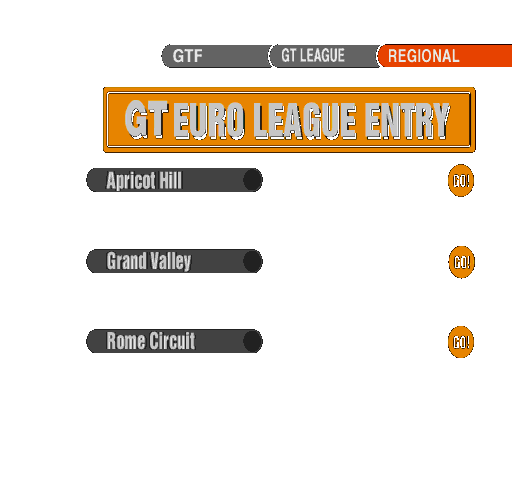 GTF GT LEAGUE REGIONAL
GT EURO LEAGUE ENTRY
Apricot Hill GO!
Grand Valley GO!
Rome Circuit GO!